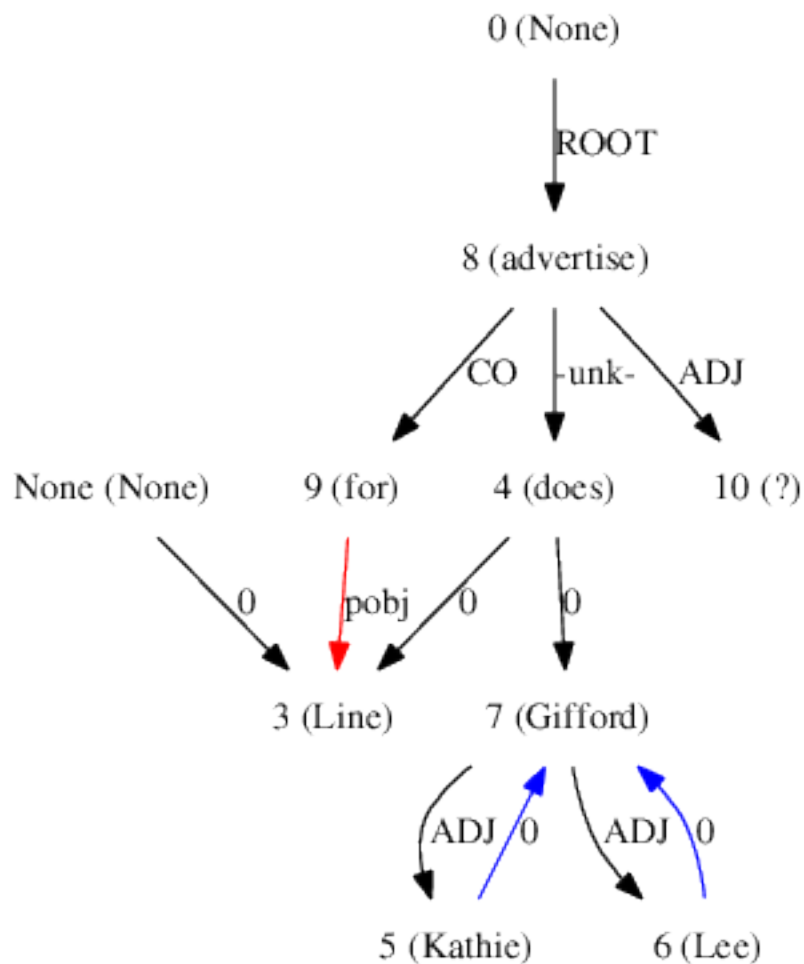 0 (None)
ROOT
8 (advertise)
CO -unk- ADJ
None (None) 9 (for) 4 (does) 10 (?)
0 pobj 0 0
3 (Line) 7 (Gifford)
ADJ 0 ADJ 0
5 (Kathie) 6 (Lee)